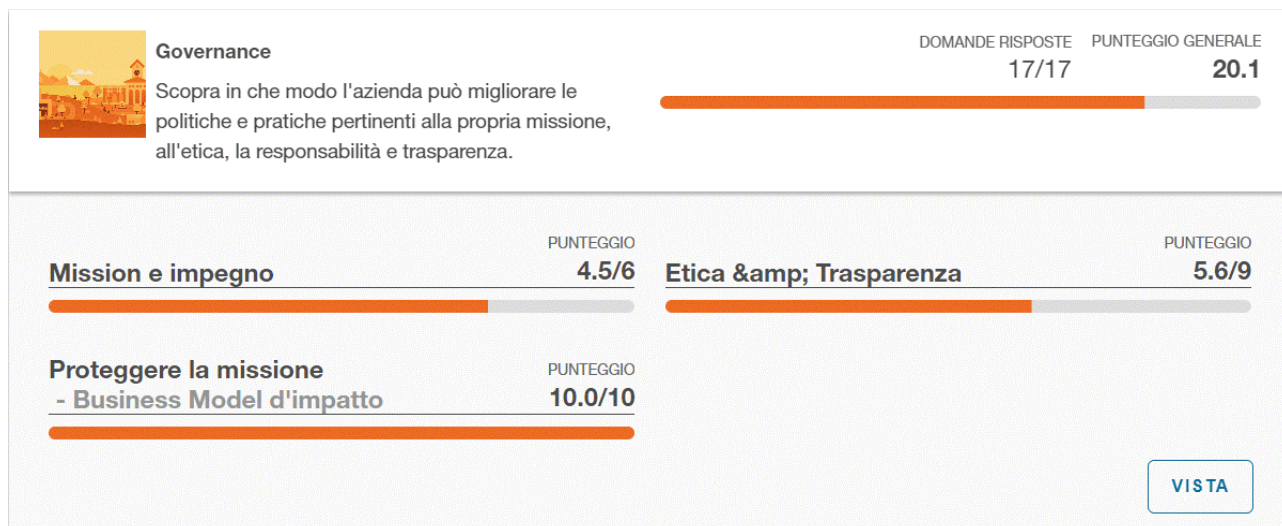 Governance
Scopra in che modo l'azienda può migliorare le
politiche e pratiche pertinenti alla propria missione,
all'etica, la responsabilità e trasparenza.
DOMANDE RISPOSTE
17/17
PUNTEGGIO GENERALE
20.1
Mission e impegno
PUNTEGGIO
4.5/6
Etica &amp; Trasparenza
PUNTEGGIO
5.6/9
Proteggere la missione
- Business Model d'impatto
PUNTEGGIO
10.0/10
VISTA